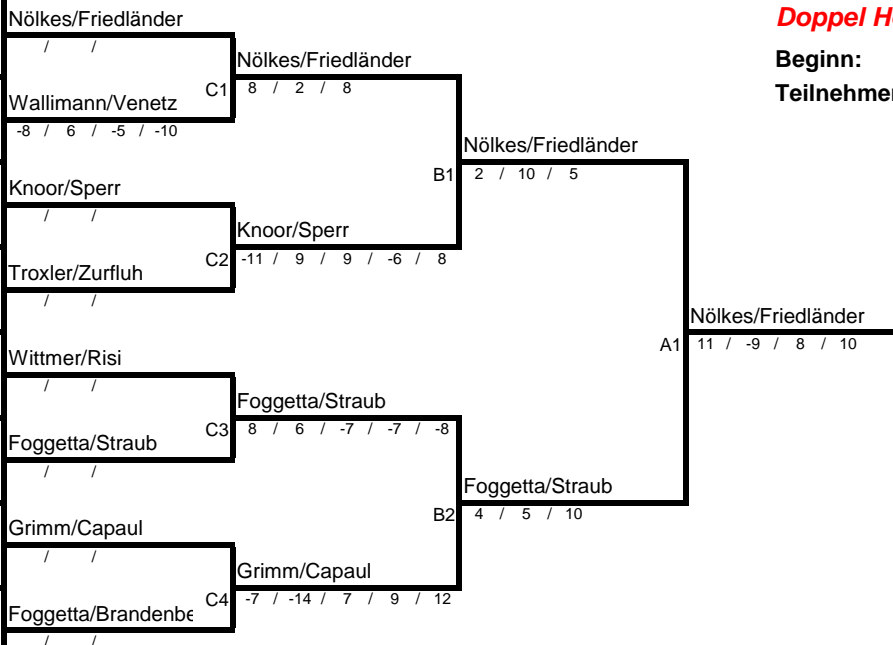 Nölkes/Friedländer
/ /
Wallimann/Venetz
-8 / 6 / -5 / -10
Knoor/Sperr
/ /
Troxler/Zurfluh
/ /
Wittmer/Risi
/ /
Foggetta/Straub
/ /
Grimm/Capaul
/ /
Foggetta/Brandenbe
/ /
C1
Nölkes/Friedländer
8 / 2 / 8
C2
Knoor/Sperr
-11 / 9 / 9 / -6 / 8
C3
Foggetta/Straub
8 / 6 / -7 / -7 / -8
C4
Grimm/Capaul
-7 / -14 / 7 / 9 / 12
B1
Nölkes/Friedländer
2 / 10 / 5
B2
Foggetta/Straub
4 / 5 / 10
A1
Nölkes/Friedländer
11 / -9 / 8 / 10
Doppel H
Beginn:
Teilnehmer